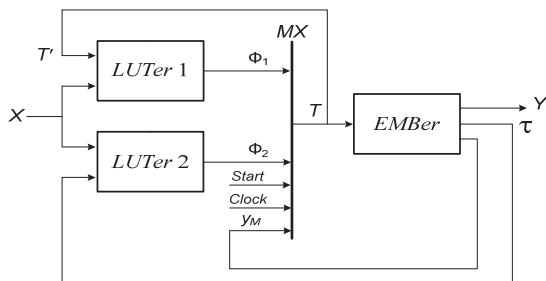 MX
T'
LUTer 1
Φ₁
X
T
EMBer
Y
τ
LUTer 2
Φ₂
Start
Clock
yM